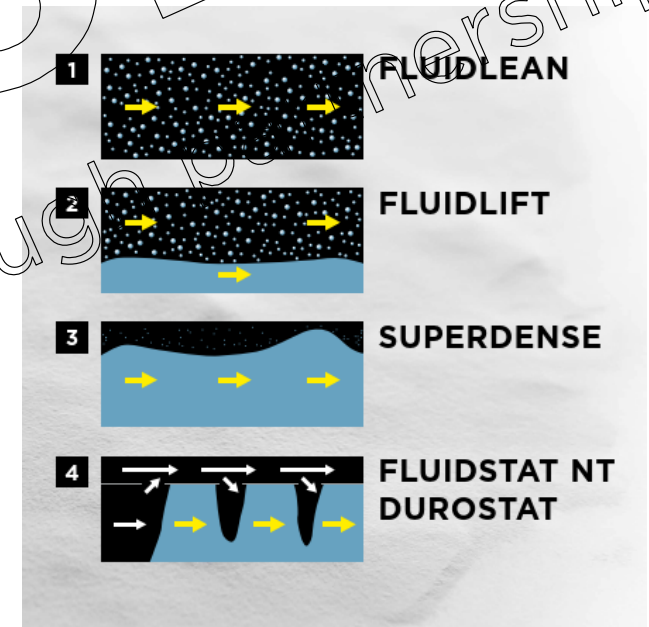 1 FLUIDLEAN
2 FLUIDLIFT
3 SUPERDENSE
4 FLUIDSTAT NT
DUROSTAT